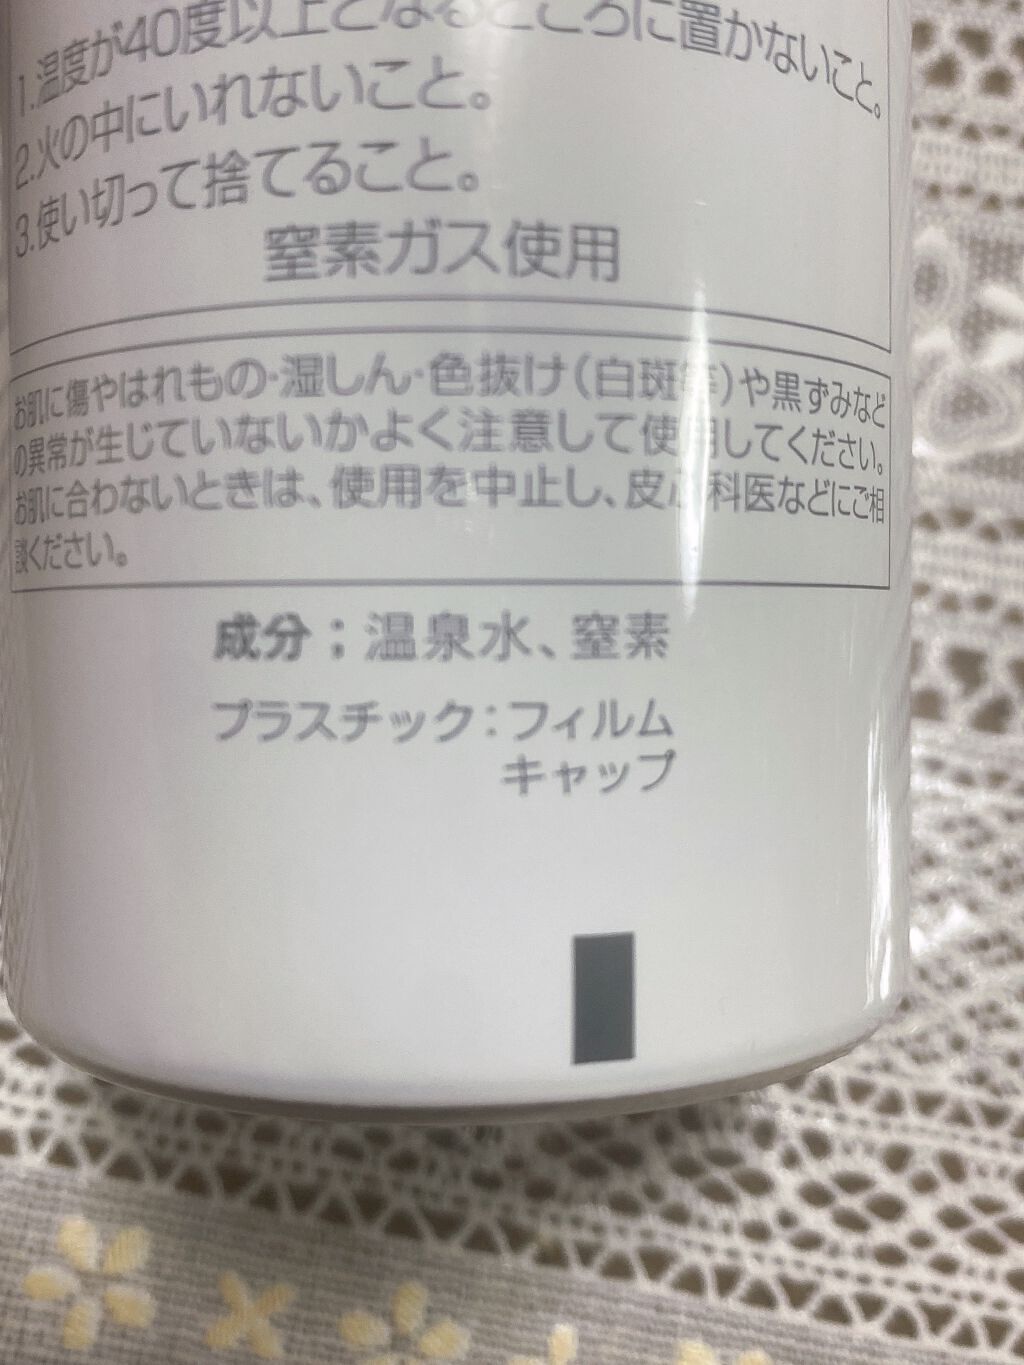 1.温度が40度以上となるところに置かないこと。
2.火の中にいれないこと。
3.使い切って捨てること。
窒素ガス使用
お肌に傷やはれもの・湿しん・色抜け(白斑等)や黒ずみなど
の異常が生じていないかよく注意して使用してください。
お肌に合わないときは、使用を中止し、皮膚科医などにご相
談ください。
成分：温泉水、窒素
プラスチック：フィルム
キャップ